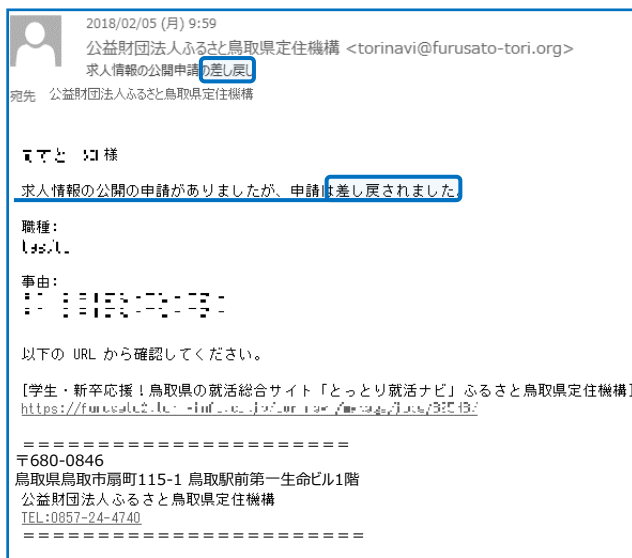 2018/02/05 (月) 9:59
公益財団法人ふるさと鳥取県定住機構 <torinavi@furusato-tori.org>
求人情報の公開申請の差し戻し
宛先 公益財団法人ふるさと鳥取県定住機構
様
求人情報の公開の申請がありましたが、申請は差し戻されました。
職種:
事由:
以下の URL から確認してください。
[学生・新卒応援！鳥取県の就活総合サイト「とっとり就活ナビ」ふるさと鳥取県定住機構]
======================
〒680-0846
鳥取県鳥取市扇町115-1 鳥取駅前第一生命ビル1階
公益財団法人ふるさと鳥取県定住機構
TEL:0857-24-4740
=======================